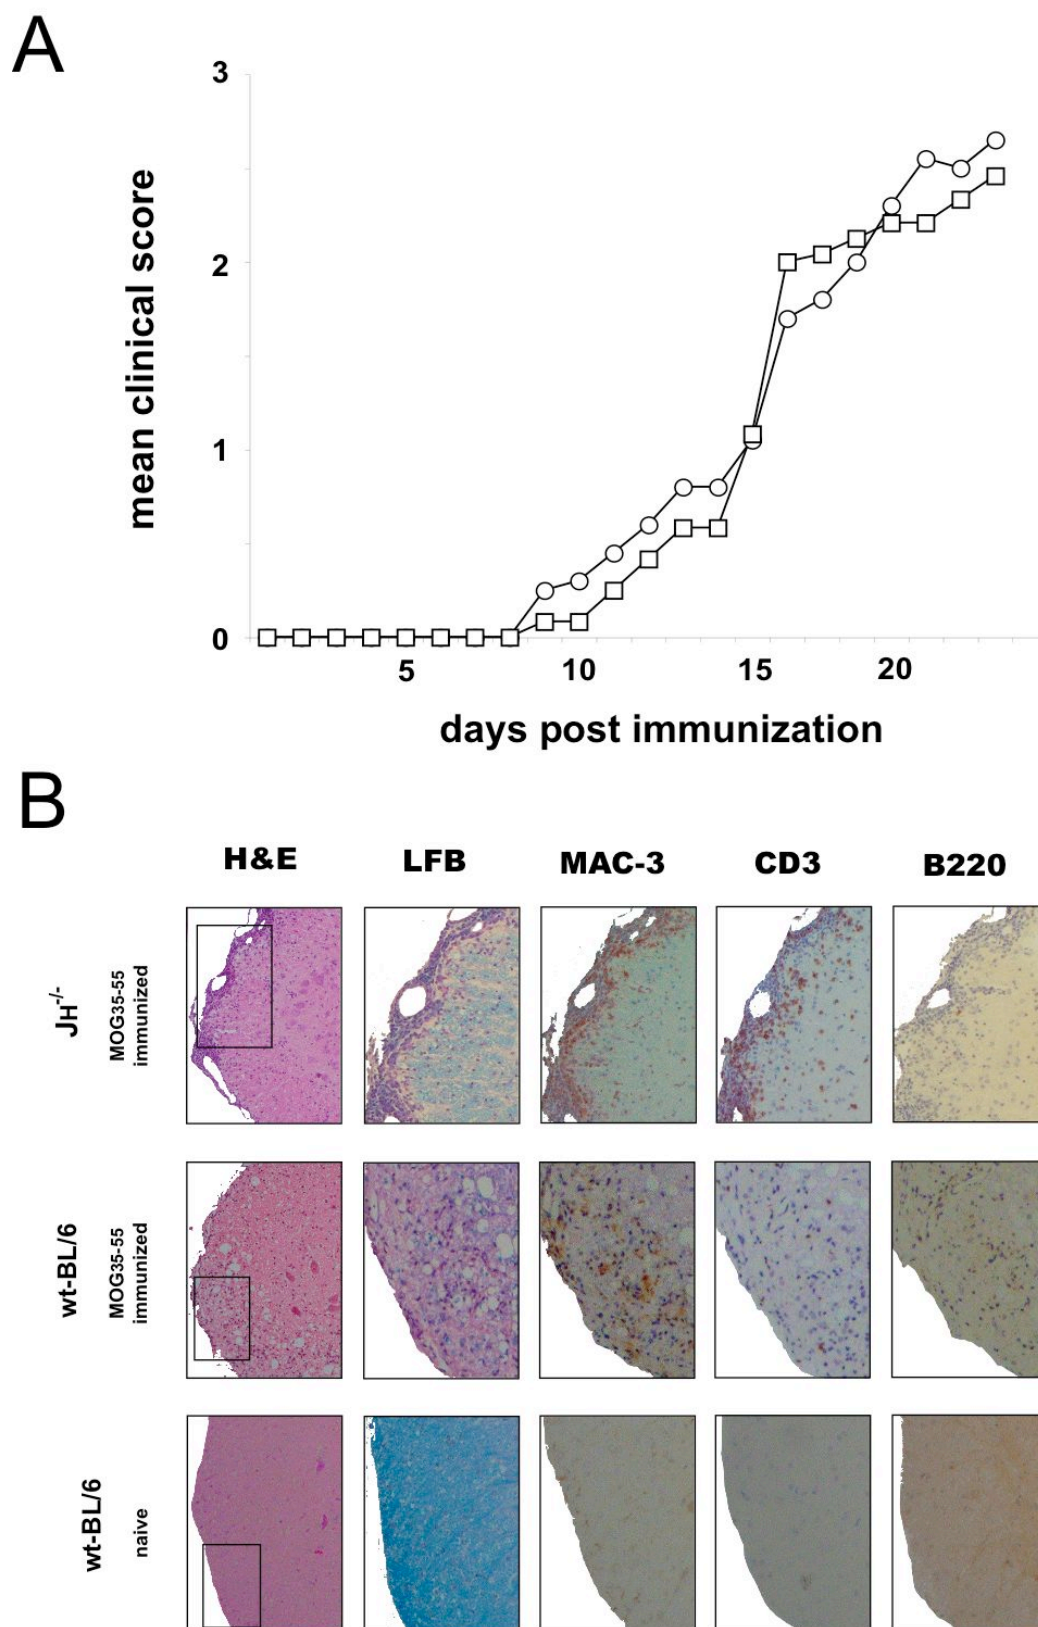 A
3
2
1
0
mean clinical score
5 10 15 20
days post immunization
B
H&E LFB MAC-3 CD3 B220
JH-/-
MOG35-55
immunized
wt-BL/6
MOG35-55
immunized
wt-BL/6
naive